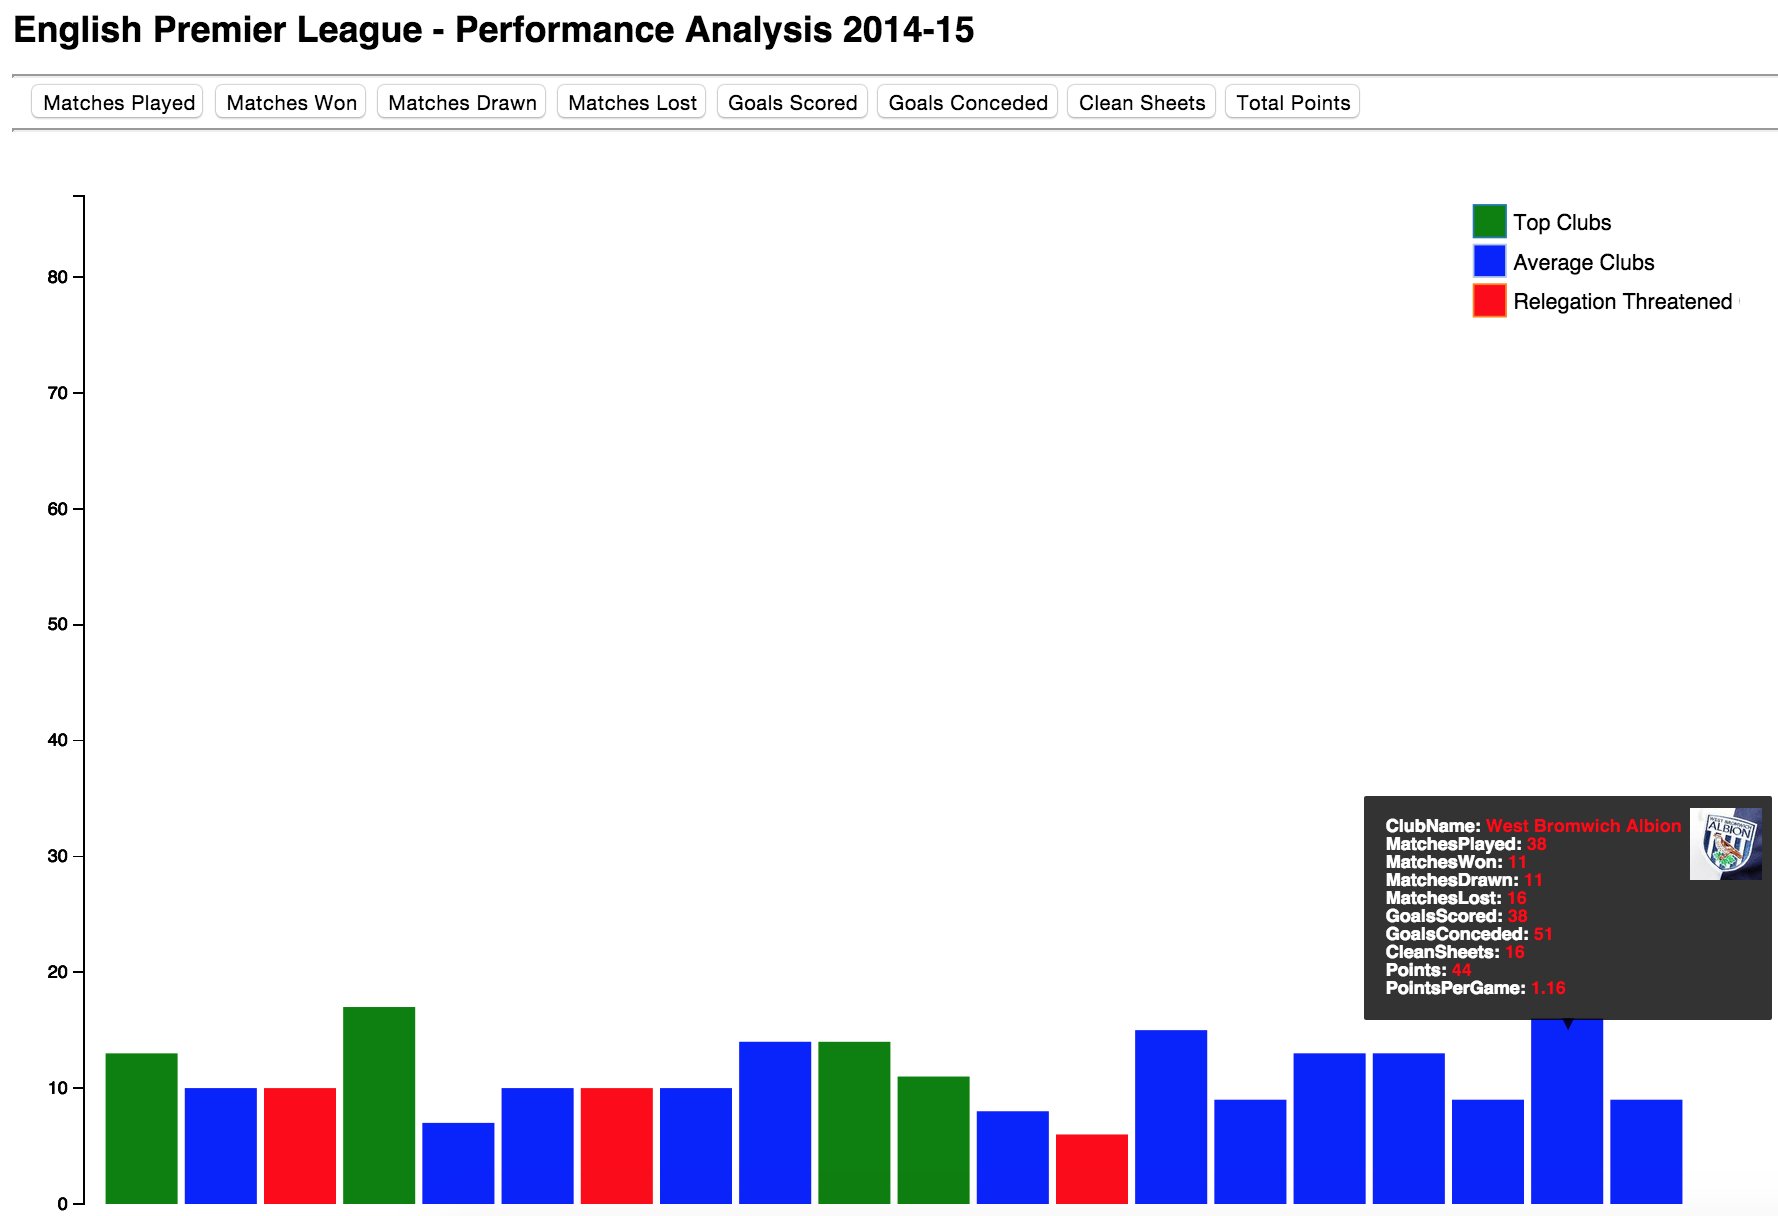 English Premier League - Performance Analysis 2014-15
Matches Played Matches Won Matches Drawn Matches Lost Goals Scored Goals Conceded Clean Sheets Total Points
Top Clubs
Average Clubs
Relegation Threatened
80
70
60
50
40
30
20
10
0
ClubName: West Bromwich Albion
MatchesPlayed: 38
MatchesWon: 11
MatchesDrawn: 11
MatchesLost: 16
GoalsScored: 38
GoalsConceded: 51
CleanSheets: 16
Points: 44
PointsPerGame: 1.16
WEST BROMWICH
ALBION